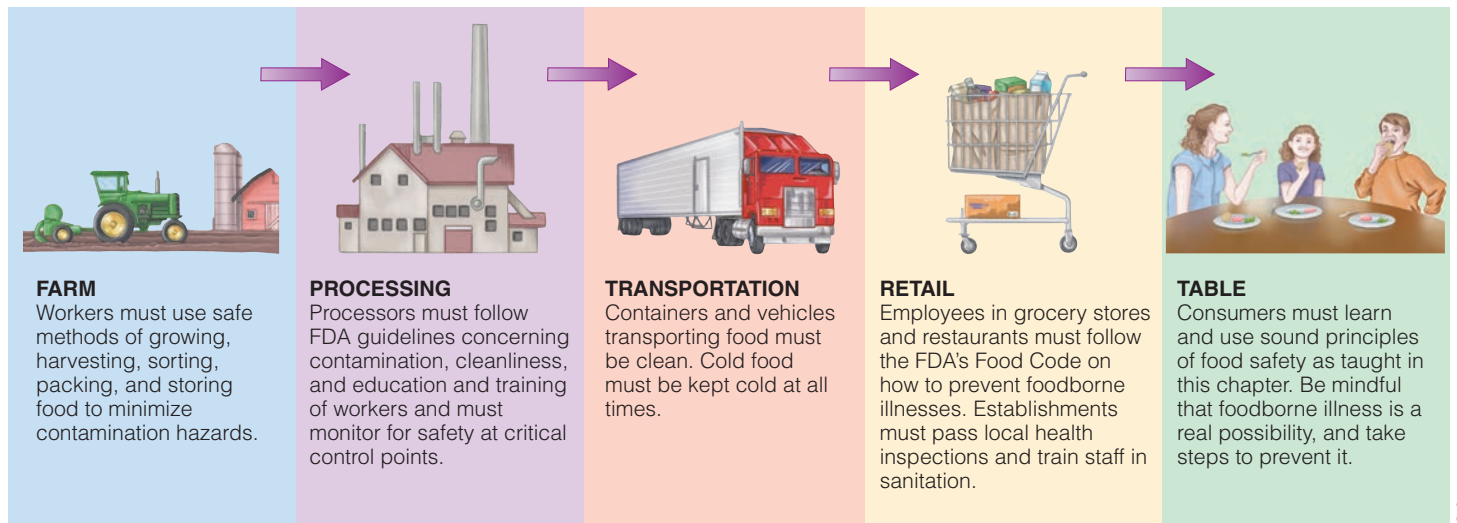 FARM
Workers must use safe
methods of growing,
harvesting, sorting,
packing, and storing
food to minimize
contamination hazards.
PROCESSING
Processors must follow
FDA guidelines concerning
contamination, cleanliness,
and education and training
of workers and must
monitor for safety at critical
control points.
TRANSPORTATION
Containers and vehicles
transporting food must
be clean. Cold food
must be kept cold at all
times.
RETAIL
Employees in grocery stores
and restaurants must follow
the FDA’s Food Code on
how to prevent foodborne
illnesses. Establishments
must pass local health
inspections and train staff in
sanitation.
TABLE
Consumers must learn
and use sound principles
of food safety as taught in
this chapter. Be mindful
that foodborne illness is a
real possibility, and take
steps to prevent it.